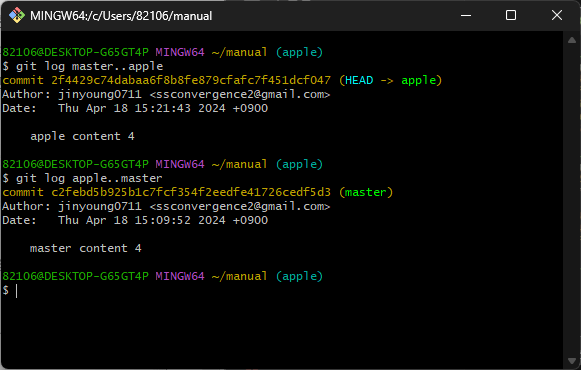 MINGW64:/c/Users/82106/manual
82106@DESKTOP-G65GT4P MINGW64 ~/manual (apple)
$ git log master..apple
commit 2f4429c74dabaa6f8b8fe879cfafc7f451dcf047 (HEAD -> apple)
Author: jinyoung0711 <ssconvergence2@gmail.com>
Date:   Thu Apr 18 15:21:43 2024 +0900
    apple content 4
82106@DESKTOP-G65GT4P MINGW64 ~/manual (apple)
$ git log apple..master
commit c2febd5b925b1c7fcf354f2eedfe41726cedf5d3 (master)
Author: jinyoung0711 <ssconvergence2@gmail.com>
Date:   Thu Apr 18 15:09:52 2024 +0900
    master content 4
82106@DESKTOP-G65GT4P MINGW64 ~/manual (apple)
$